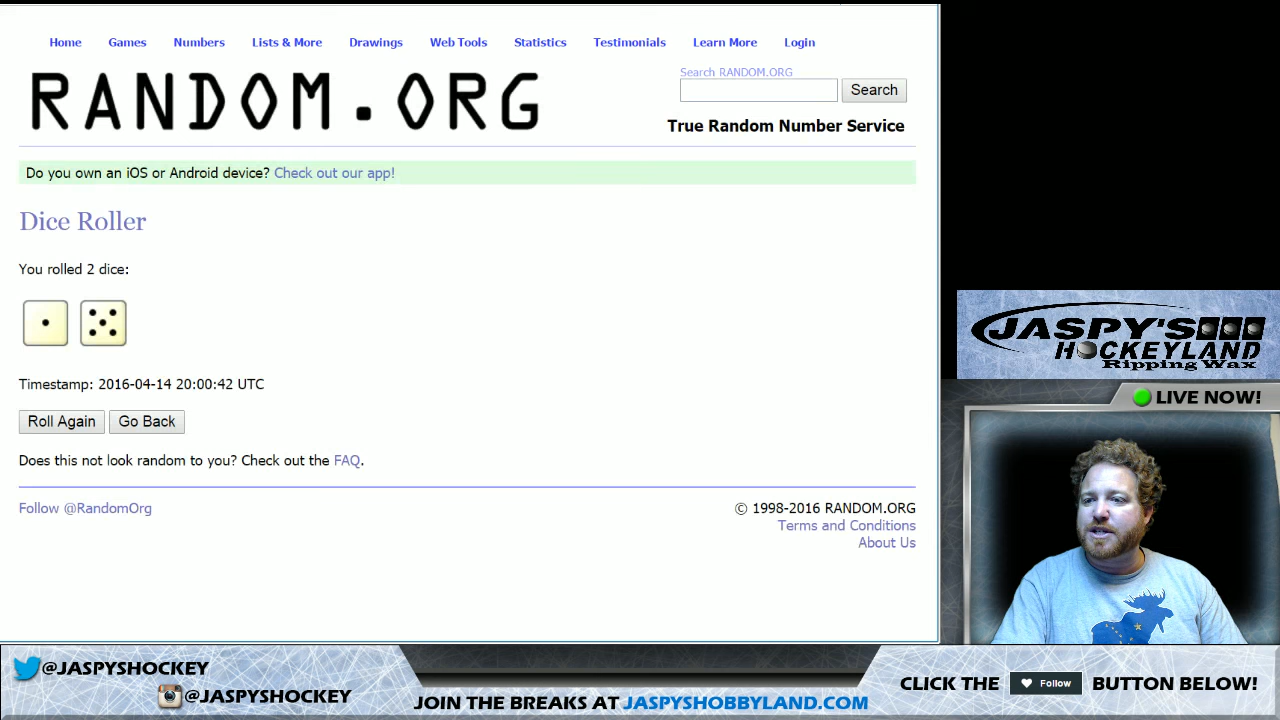 Home Games Numbers Lists & More Drawings Web Tools Statistics Testimonials Learn More Login
RANDOM.ORG
Search RANDOM.ORG
Search
True Random Number Service
Do you own an iOS or Android device? Check out our app!
Dice Roller
You rolled 2 dice:
Timestamp: 2016-04-14 20:00:42 UTC
Roll Again Go Back
Does this not look random to you? Check out the FAQ.
Follow @RandomOrg
© 1998-2016 RANDOM.ORG
Terms and Conditions
About Us
JASPY'S
HOCKEYLAND
Ripping Wax
LIVE NOW!
@JASPYSHOCKEY
@JASPYSHOCKEY
JOIN THE BREAKS AT JASPYSHOBBYLAND.COM
CLICK THE Follow BUTTON BELOW!